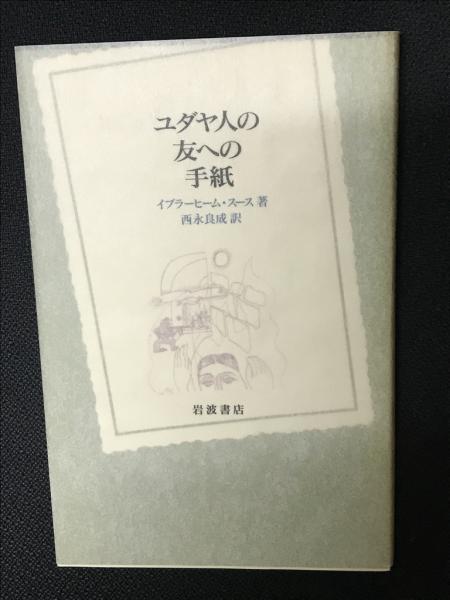 ユダヤ人の
友への
手紙
イブラーヒーム・スース 著
西永良成 訳
岩波書店